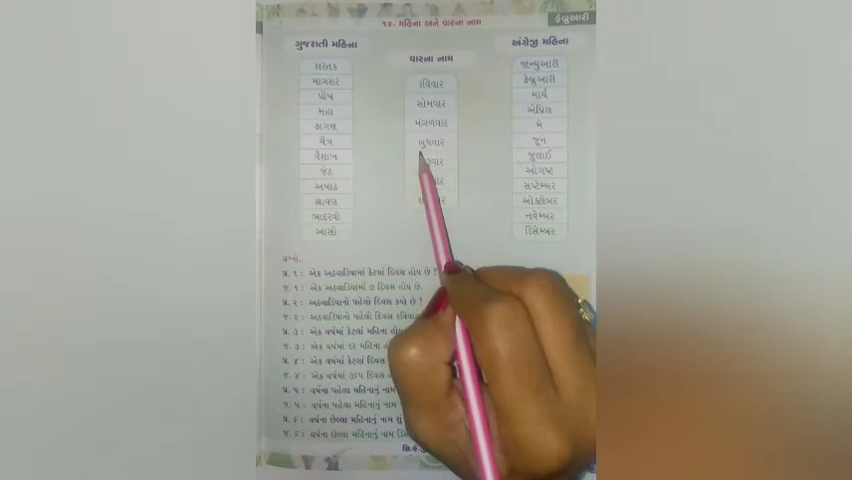 ફેબ્રુઆરી
૧૪. મહિના અને વારના નામ
ગુજરાતી મહિના
કારતક
માગશર
પોષ
મહા
ફાગણ
ચૈત્ર
વૈશાખ
જેઠ
અષાઢ
શ્રાવણ
ભાદરવો
આસો
વારના નામ
રવિવાર
સોમવાર
મંગળવાર
બુધવાર
અંગ્રેજી મહિના
જાન્યુઆરી
ફેબ્રુઆરી
માર્ચ
એપ્રિલ
મે
જૂન
જુલાઈ
ઓગષ્ટ
સપ્ટેમ્બર
ઓક્ટોબર
નવેમ્બર
ડિસેમ્બર
પ્રશ્નો..
પ્ર. ૧ : એક અઠવાડિયામાં કેટલાં દિવસ હોય છે ?
જ. ૧ : એક અઠવાડિયામાં ૭ દિવસ હોય છે.
પ્ર. ૨ : અઠવાડિયાનો પહેલો દિવસ કયો છે ?
જ. ૨ : અઠવાડિયાનો પહેલો દિવસ રવિવાર
પ્ર. ૩ : એક વર્ષમાં કેટલાં મહિના હોય
જ. ૩ : એક વર્ષમાં ૧૨ મહિના
પ્ર. ૪ : એક વર્ષમાં કેટલાં દિવસ
જ. ૪ : એક વર્ષમાં ૩૬૫ દિવસ
પ્ર. ૫ : વર્ષના પહેલા મહિનાનું નામ
જ. ૫ : વર્ષના પહેલા મહિનાનું નામ
પ્ર. ૬ : વર્ષના છેલ્લા મહિનાનું નામ શું
જ. ૬ : વર્ષના છેલ્લા મહિનાનું નામ